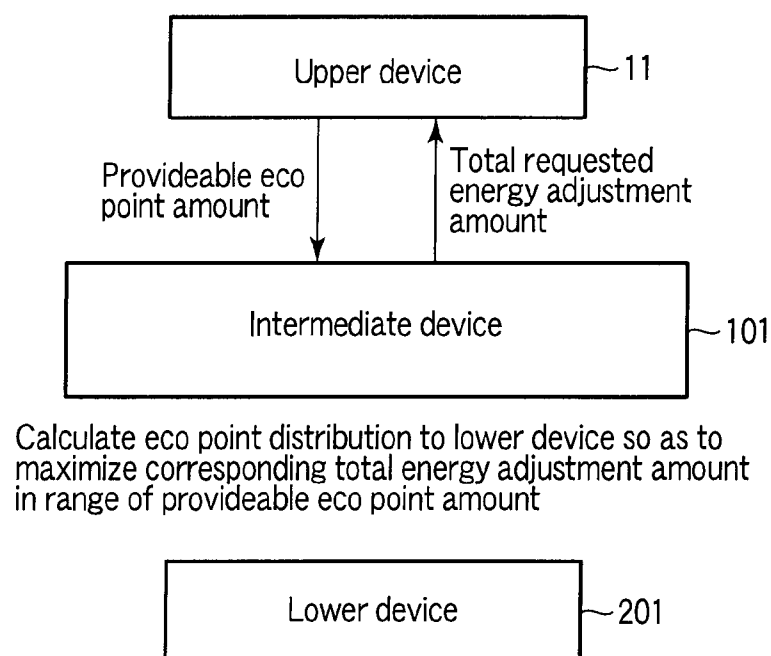 Upper device
11
Provideable eco
point amount
Total requested
energy adjustment
amount
Intermediate device
101
Calculate eco point distribution to lower device so as to
maximize corresponding total energy adjustment amount
in range of provideable eco point amount
Lower device
201